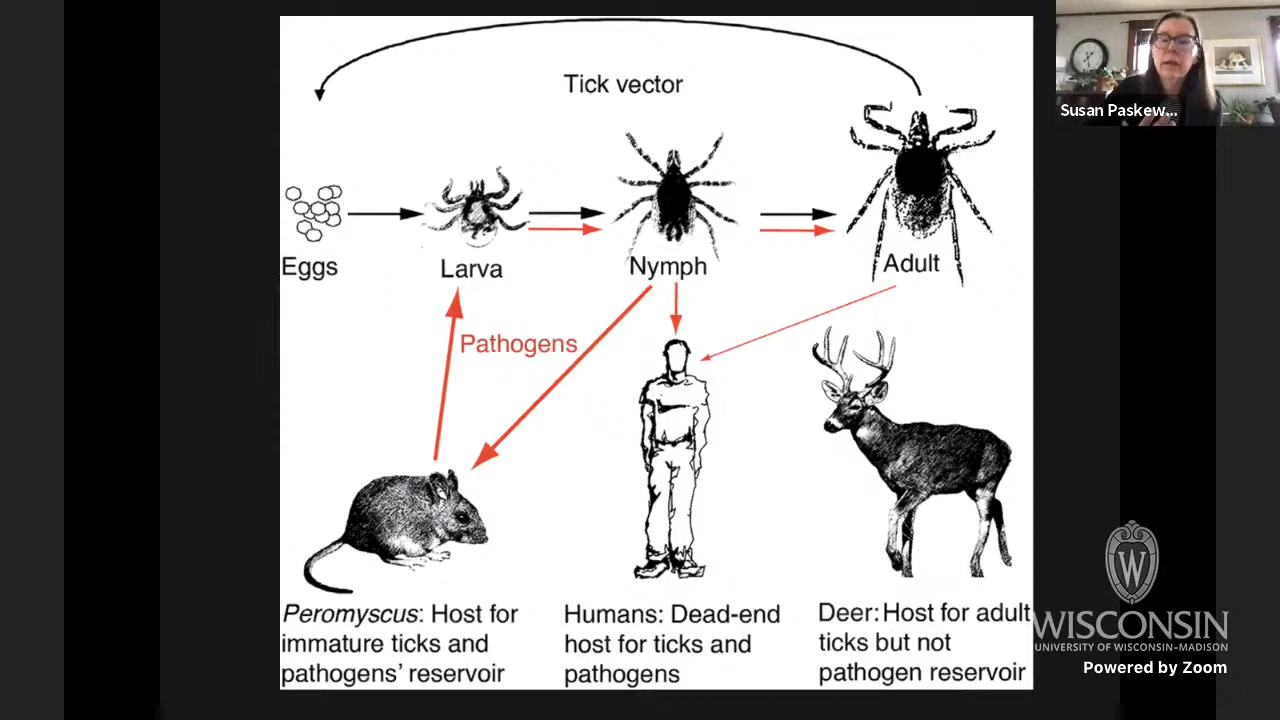 Tick vector
Eggs
Larva
Nymph
Adult
Pathogens
Peromyscus: Host for
immature ticks and
pathogens’ reservoir
Humans: Dead-end
host for ticks and
pathogens
Deer: Host for adult
ticks but not
pathogen reservoir
Susan Paskew...
W
WISCONSIN
UNIVERSITY OF WISCONSIN–MADISON
Powered by Zoom